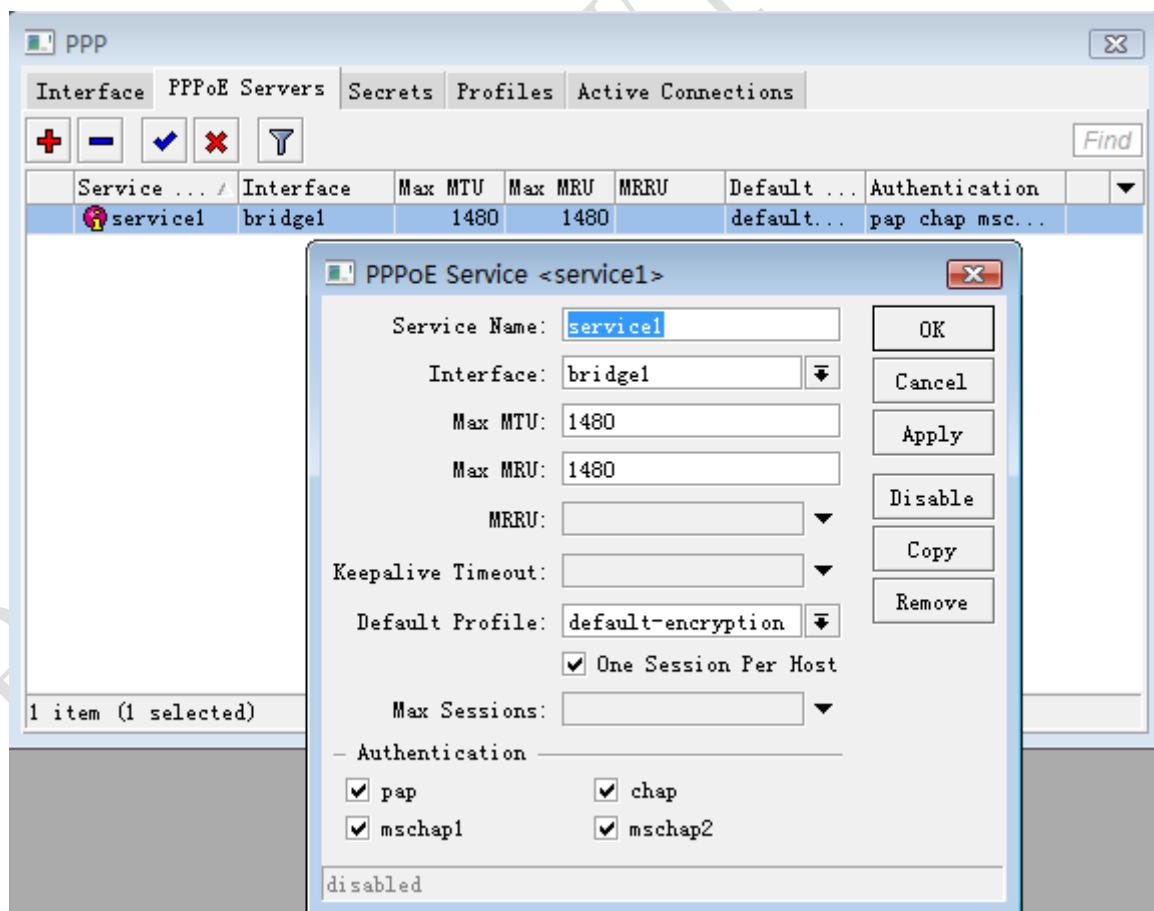 PPP
Interface PPPoE Servers Secrets Profiles Active Connections
Find
Service ... Interface Max MTU Max MRU MRRU Default ... Authentication
service1 bridge1 1480 1480 default... pap chap msc...
PPPoE Service <service1>
Service Name: service1 OK
Interface: bridge1 Cancel
Max MTU: 1480 Apply
Max MRU: 1480
MRRU: Disable
Keepalive Timeout: Copy
Default Profile: default-encryption Remove
One Session Per Host
1 item (1 selected) Max Sessions:
Authentication
pap chap
mschap1 mschap2
disabled